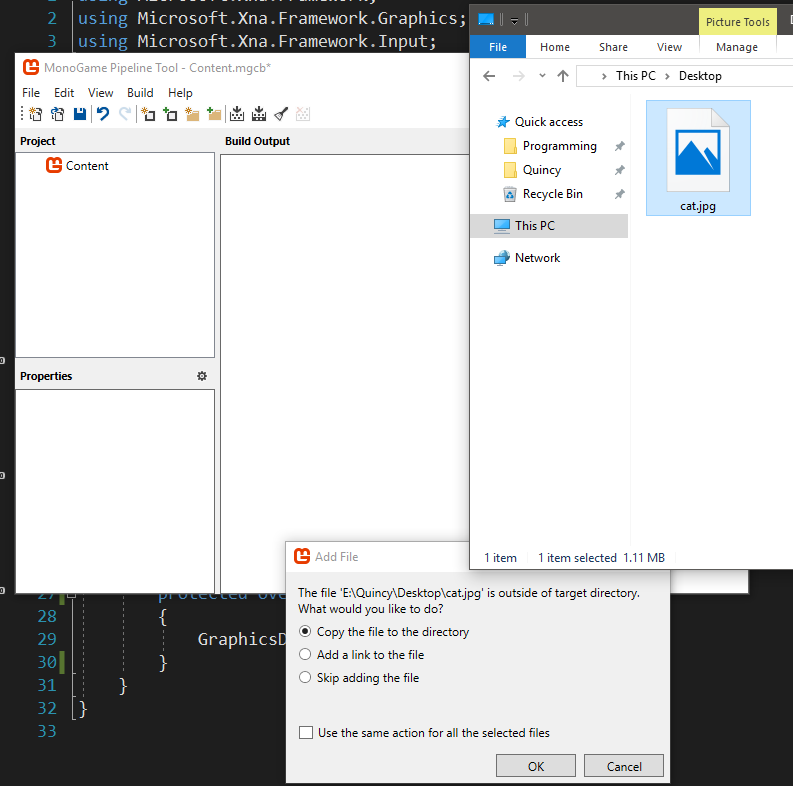 2 using Microsoft.Xna.Framework.Graphics;
3 using Microsoft.Xna.Framework.Input;
MonoGame Pipeline Tool - Content.mgcb*
File Edit View Build Help
Project
Build Output
Content
Properties
Picture Tools
File Home Share View Manage
This PC > Desktop
Quick access
Programming
Quincy
Recycle Bin
This PC
Network
cat.jpg
1 item 1 item selected 1.11 MB
Add File
The file 'E:\Quincy\Desktop\cat.jpg' is outside of target directory.
What would you like to do?
Copy the file to the directory
Add a link to the file
Skip adding the file
Use the same action for all the selected files
OK Cancel
28 {
29 GraphicsD
30 }
31 }
32 }
33